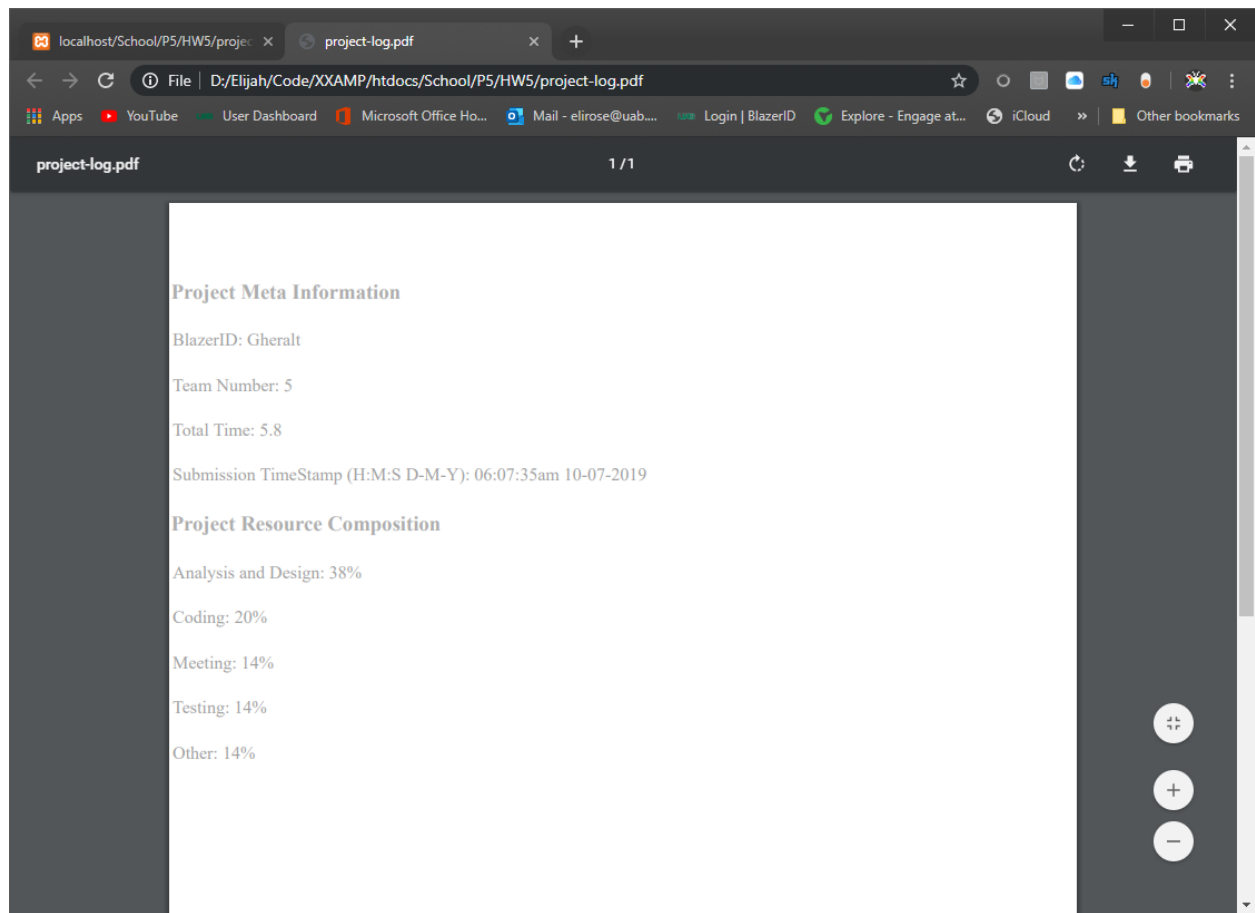 localhost/School/P5/HW5/projec
project-log.pdf
File D:/Elijah/Code/XXAMP/htdocs/School/P5/HW5/project-log.pdf
Apps YouTube User Dashboard Microsoft Office Ho... Mail - elirose@uab.... Login | BlazerID Explore - Engage at... iCloud » Other bookmarks
project-log.pdf 1 / 1
Project Meta Information
BlazerID: Gheralt
Team Number: 5
Total Time: 5.8
Submission TimeStamp (H:M:S D-M-Y): 06:07:35am 10-07-2019
Project Resource Composition
Analysis and Design: 38%
Coding: 20%
Meeting: 14%
Testing: 14%
Other: 14%